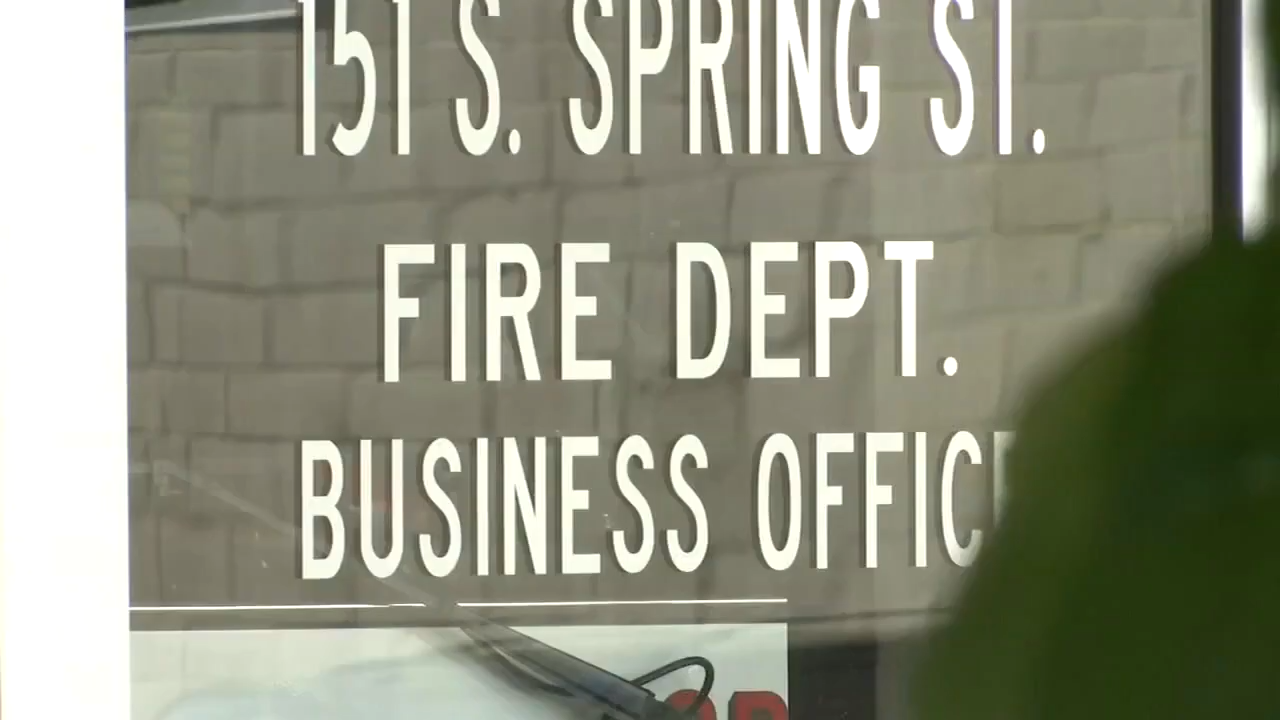 151 S. SPRING ST.
FIRE DEPT.
BUSINESS OFFIC